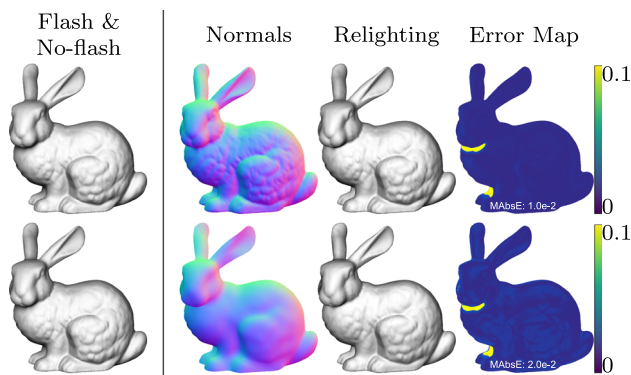 Flash &
No-flash
Normals
Relighting
Error Map
0.1
0
MAbsE: 1.0e-2
0.1
0
MAbsE: 2.0e-2